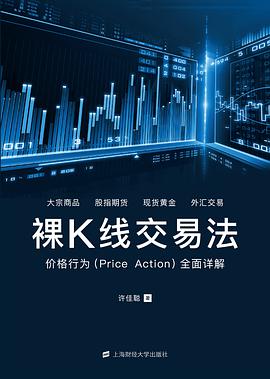 大宗商品 股指期货 现货黄金 外汇交易
裸K线交易法
价格行为（Price Action）全面详解
许佳聪 著
上海财经大学出版社